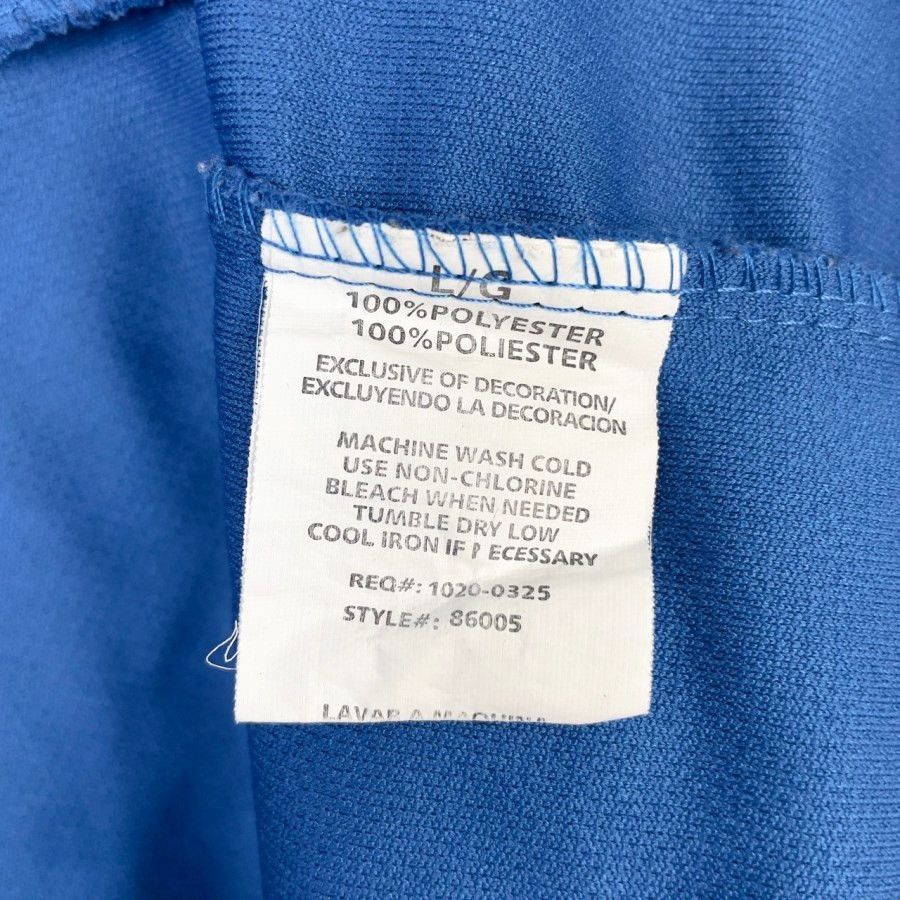 L/G
100%POLYESTER
100%POLIESTER
EXCLUSIVE OF DECORATION/
EXCLUYENDO LA DECORACION
MACHINE WASH COLD
USE NON-CHLORINE
BLEACH WHEN NEEDED
TUMBLE DRY LOW
COOL IRON IF NECESSARY
REQ#: 1020-0325
STYLE#: 86005
LAVAR A MAQUINA